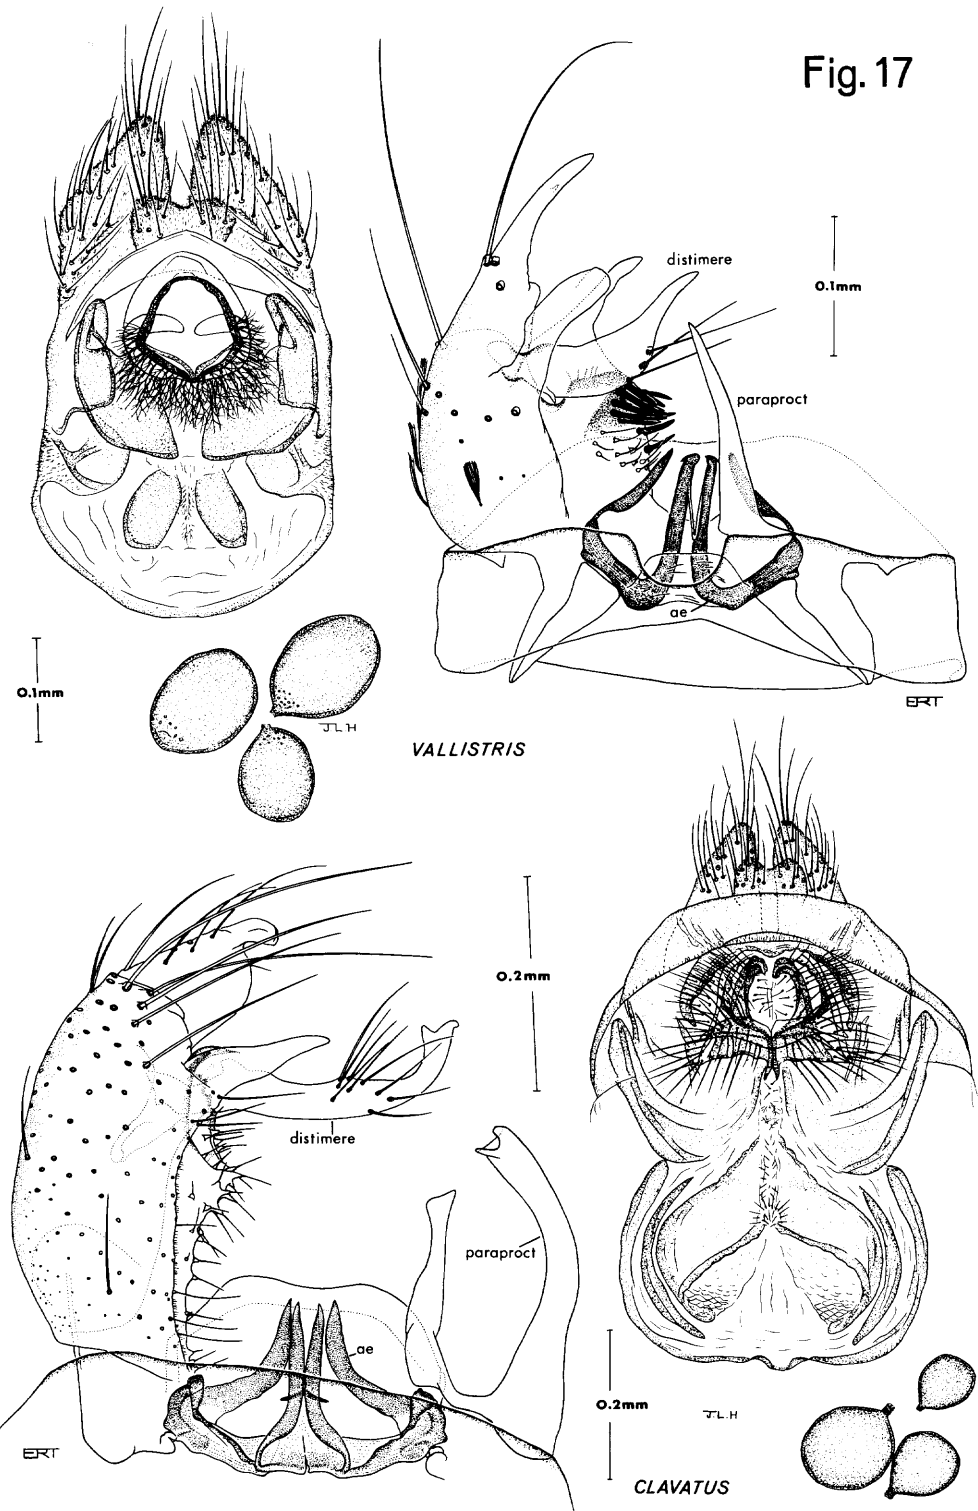 Fig. 17
distimere
0.1mm
paraproct
ae
ERT
0.1mm
J.L.H
VALLISTRIS
0.2mm
distimere
paraproct
ae
0.2mm
J.L.H
ERT
CLAVATUS